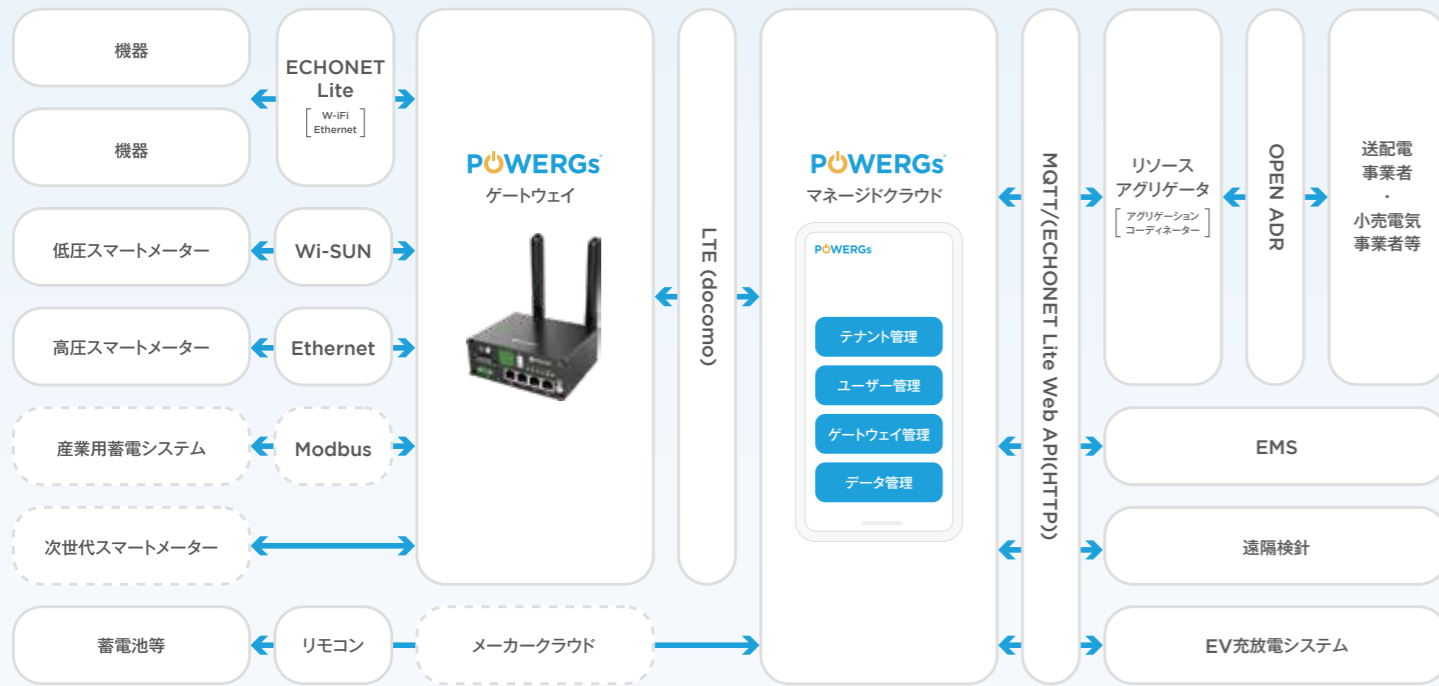 機器
機器
ECHONET
Lite
[W-iFi
Ethernet]
低圧スマートメーター
Wi-SUN
高圧スマートメーター
Ethernet
産業用蓄電システム
Modbus
次世代スマートメーター
蓄電池等
リモコン
メーカークラウド
POWERGs
ゲートウェイ
LTE (docomo)
POWERGs
マネージドクラウド
POWERGs
テナント管理
ユーザー管理
ゲートウェイ管理
データ管理
MQTT/(ECHONET Lite Web API(HTTP))
リソース
アグリゲータ
[アグリゲーション
コーディネーター]
OPEN ADR
送配電
事業者
・
小売電気
事業者等
EMS
遠隔検針
EV充放電システム